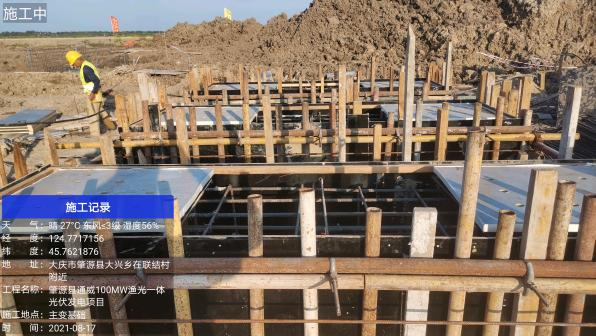 施工中
施工记录
天 气: 晴 27℃ 东风≤3级 湿度56%
经 度: 124.7717156
纬 度: 45.7621876
地 址: 大庆市肇源县大兴乡在联结村
附近
工程名称: 肇源县通威100MW渔光一体
光伏发电项目
施工地点: 主变基础
时 间: 2021-08-17